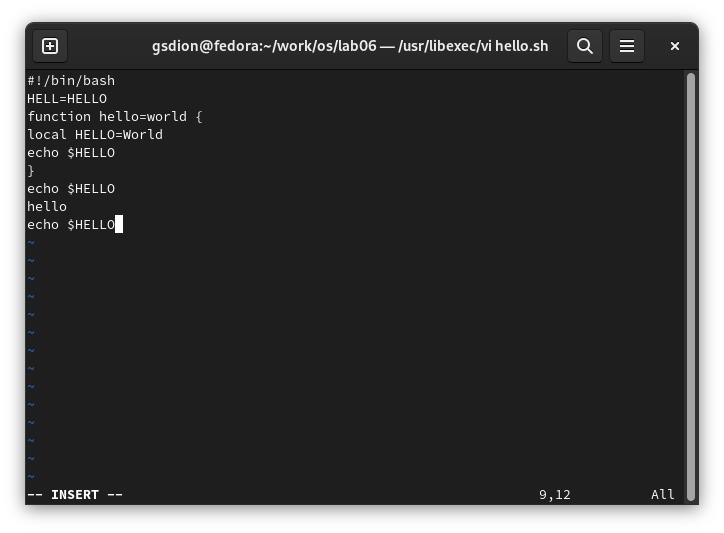 gsdion@fedora:~/work/os/lab06 — /usr/libexec/vi hello.sh
#!/bin/bash
HELL=HELLO
function hello=world {
local HELLO=World
echo $HELLO
}
echo $HELLO
hello
echo $HELLO
~
~
~
~
~
~
~
~
~
~
~
~
~
~
-- INSERT -- 9,12 All